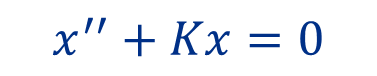 x′′ + Kx = 0